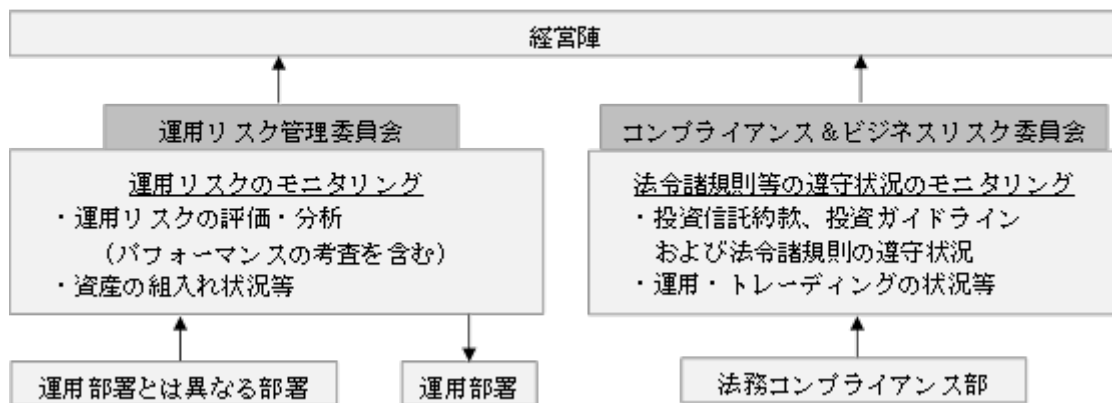 経営陣
運用リスク管理委員会
運用リスクのモニタリング
・運用リスクの評価・分析
（パフォーマンスの考査を含む）
・資産の組入れ状況等
運用部署とは異なる部署
運用部署
コンプライアンス＆ビジネスリスク委員会
法令諸規則等の遵守状況のモニタリング
・投資信託約款、投資ガイドライン
および法令諸規則の遵守状況
・運用・トレーディングの状況等
法務コンプライアンス部